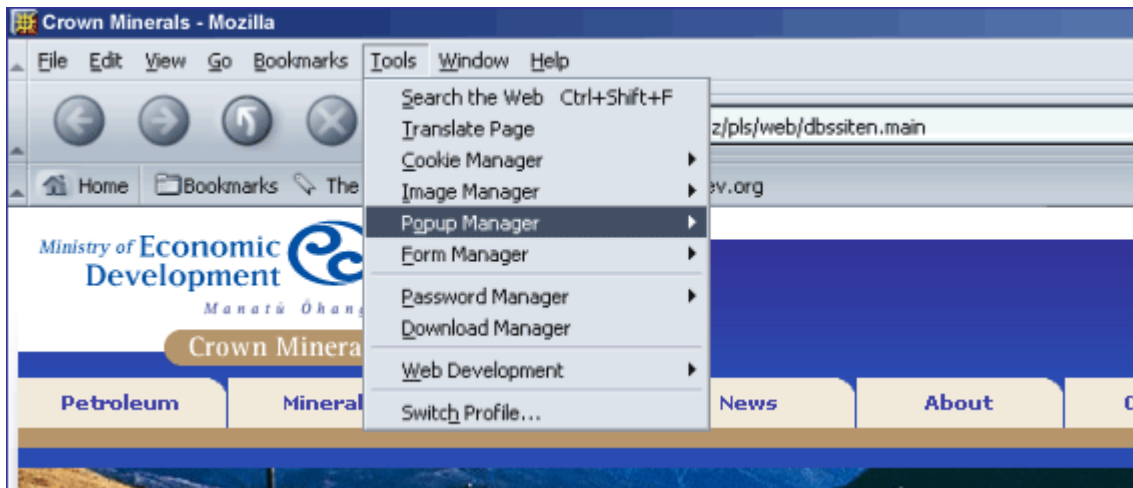 Crown Minerals - Mozilla
File Edit View Go Bookmarks Tools Window Help
Search the Web Ctrl+Shift+F
Translate Page
z/pls/web/dbssiten.main
Cookie Manager
Home Bookmarks The
Image Manager
ev.org
Popup Manager
Form Manager
Password Manager
Download Manager
Web Development
Switch Profile...
Ministry of Economic
Development
Manatū Ōhang
Crown Minera
Petroleum Mineral News About